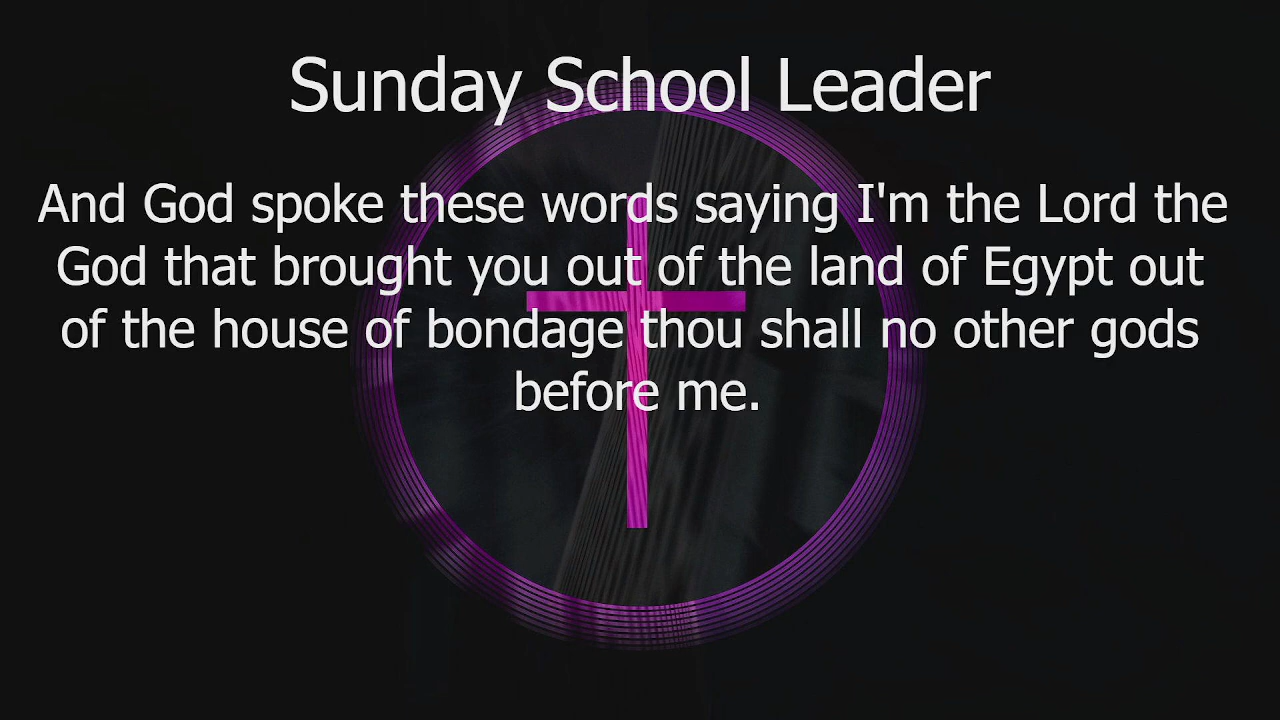 Sunday School Leader
And God spoke these words saying I'm the Lord the
God that brought you out of the land of Egypt out
of the house of bondage thou shall no other gods
before me.